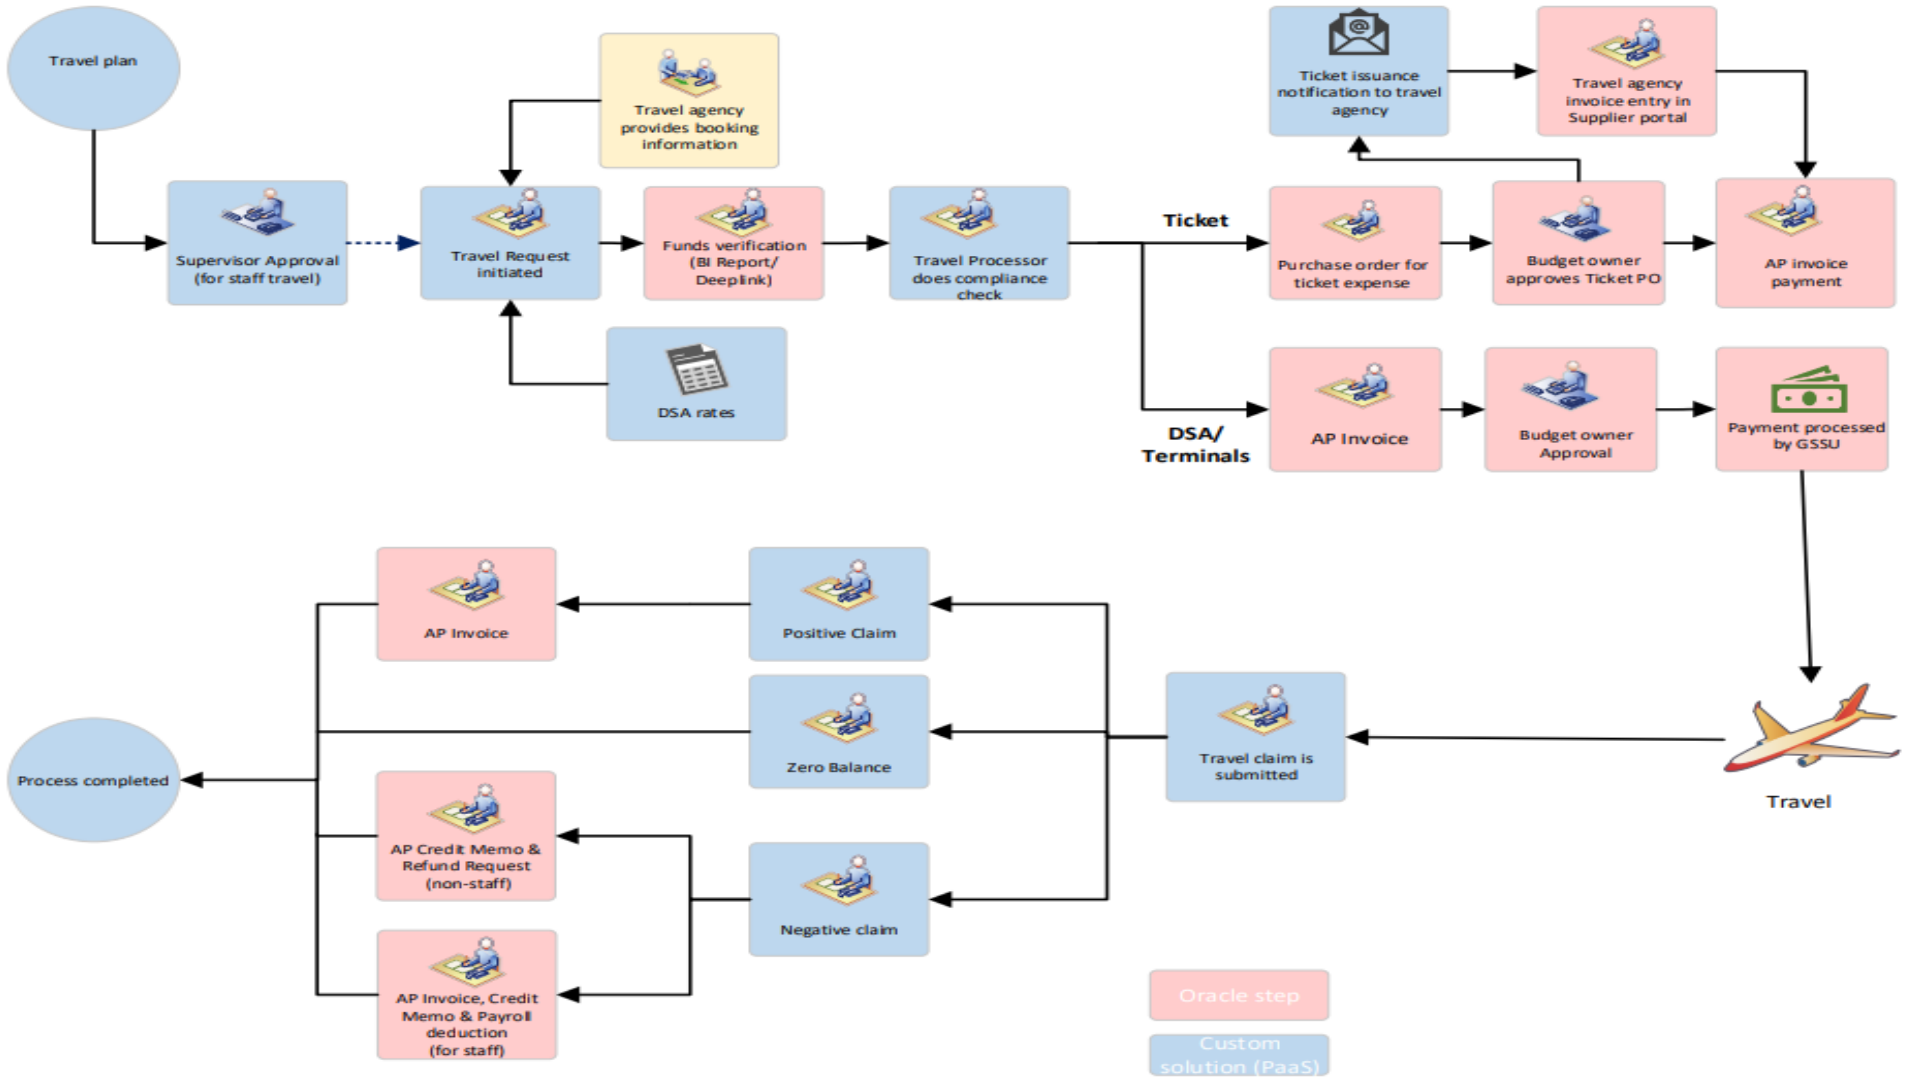 Travel plan
Supervisor Approval
(for staff travel)
Travel agency
provides booking
information
Travel Request
initiated
DSA rates
Funds verification
(BI Report/
Deeplink)
Travel Processor
does compliance
check
Ticket
DSA/
Terminals
Ticket issuance
notification to travel
agency
Travel agency
invoice entry in
Supplier portal
Purchase order for
ticket expense
Budget owner
approves Ticket PO
AP invoice
payment
AP Invoice
Budget owner
Approval
Payment processed
by GSSU
Travel
Travel claim is
submitted
Positive Claim
Zero Balance
Negative claim
AP Invoice
AP Credit Memo &
Refund Request
(non-staff)
AP Invoice, Credit
Memo & Payroll
deduction
(for staff)
Process completed
Oracle step
Custom
solution (PaaS)